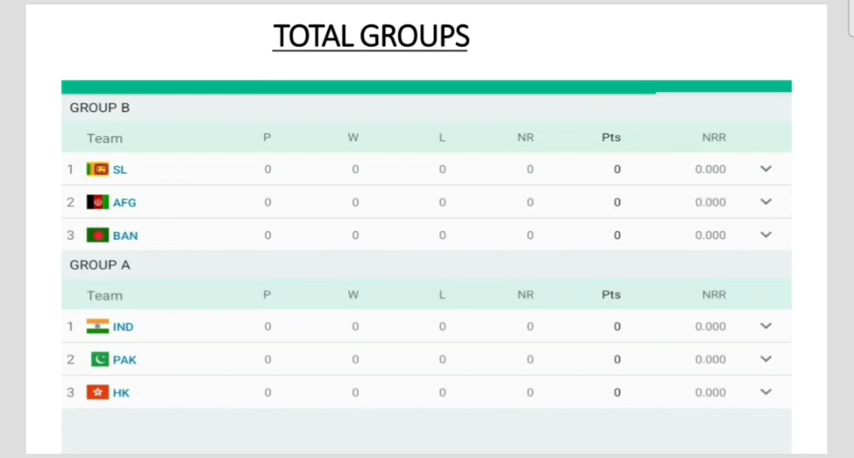 TOTAL GROUPS
GROUP B
Team P W L NR Pts NRR
1 SL 0 0 0 0 0 0.000
2 AFG 0 0 0 0 0 0.000
3 BAN 0 0 0 0 0 0.000
GROUP A
Team P W L NR Pts NRR
1 IND 0 0 0 0 0 0.000
2 PAK 0 0 0 0 0 0.000
3 HK 0 0 0 0 0 0.000